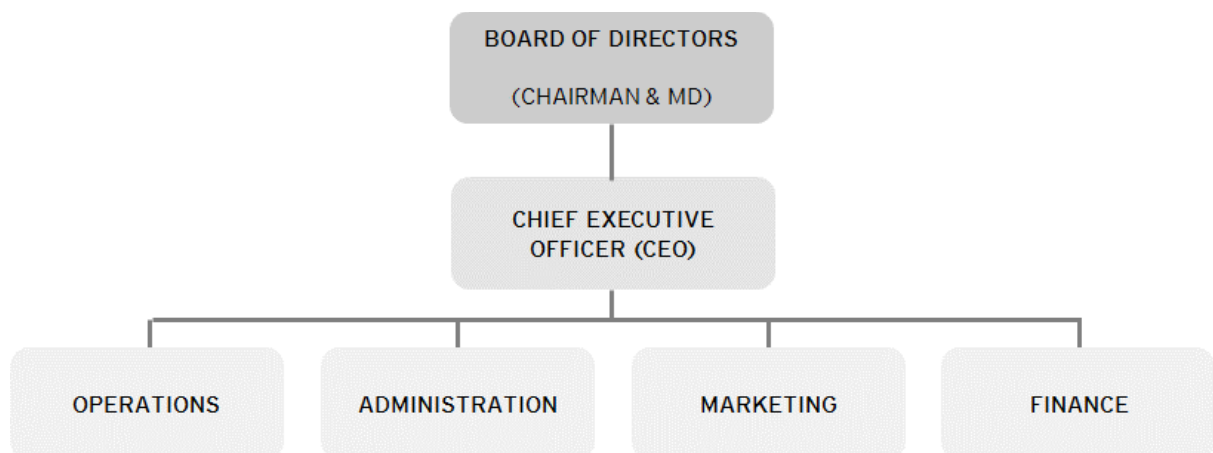 BOARD OF DIRECTORS
(CHAIRMAN & MD)
CHIEF EXECUTIVE
OFFICER (CEO)
OPERATIONS
ADMINISTRATION
MARKETING
FINANCE